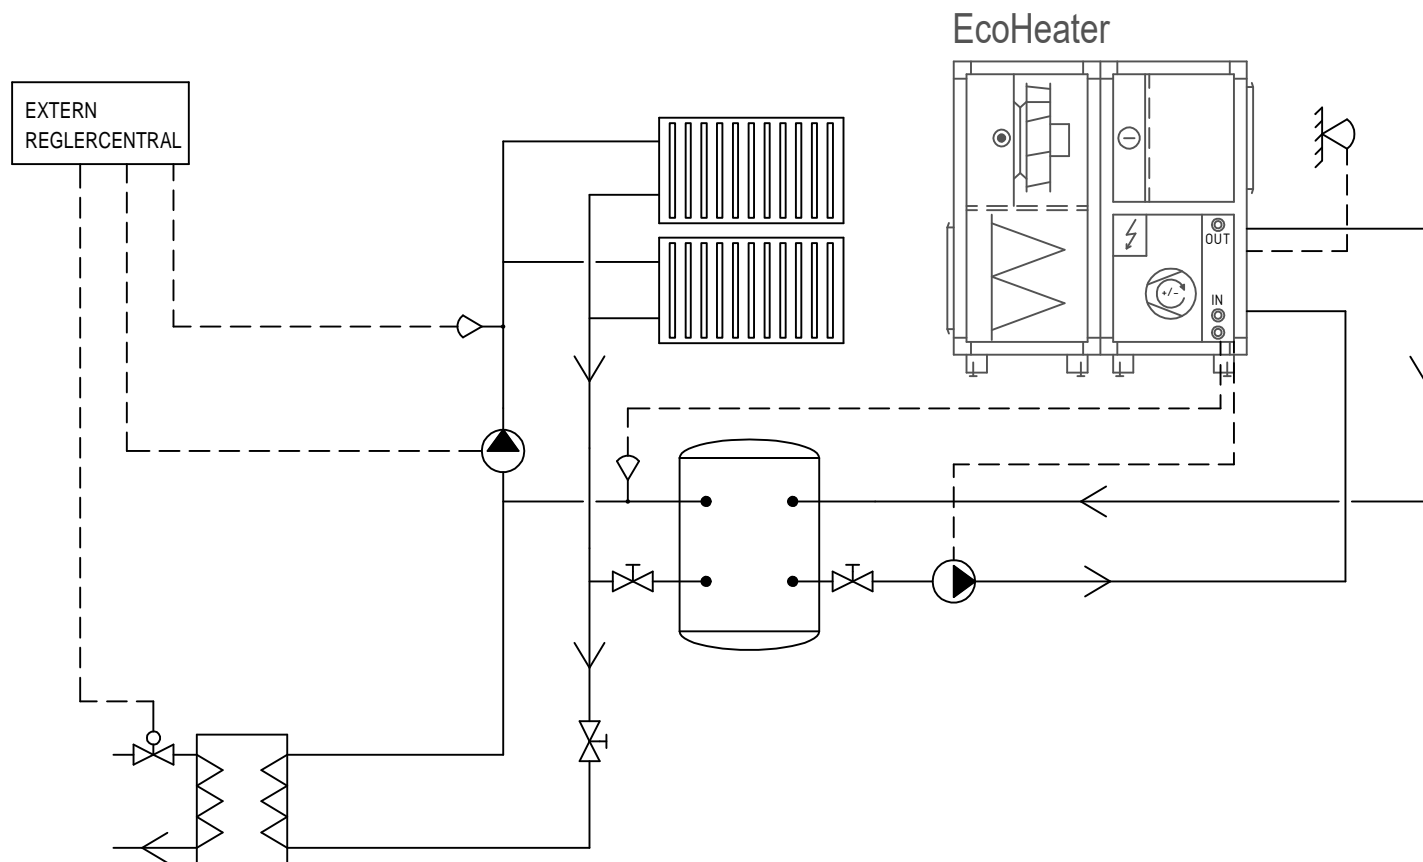 EcoHeater
EXTERN
REGLERCENTRAL
OUT
IN
+/-